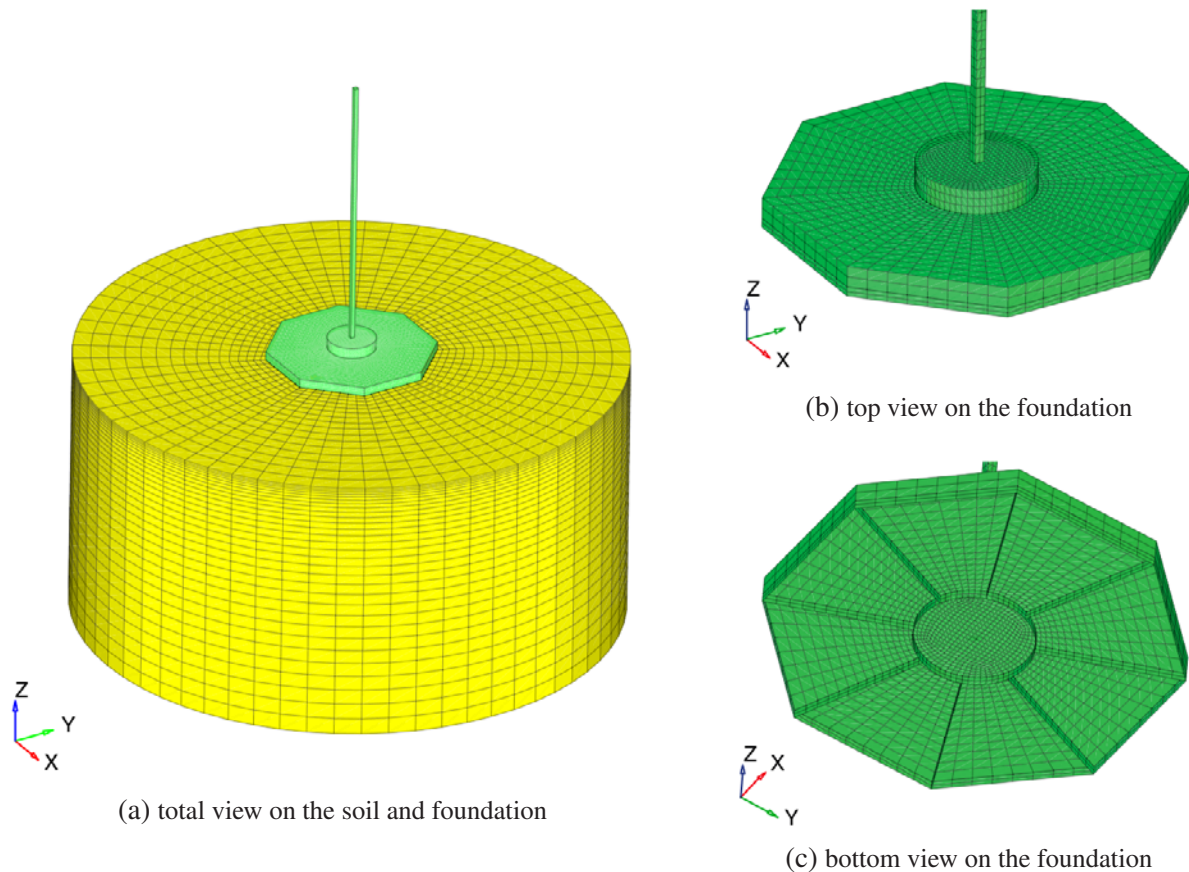 Z
Y
X
(a) total view on the soil and foundation
Z
Y
X
(b) top view on the foundation
Z
X
Y
(c) bottom view on the foundation